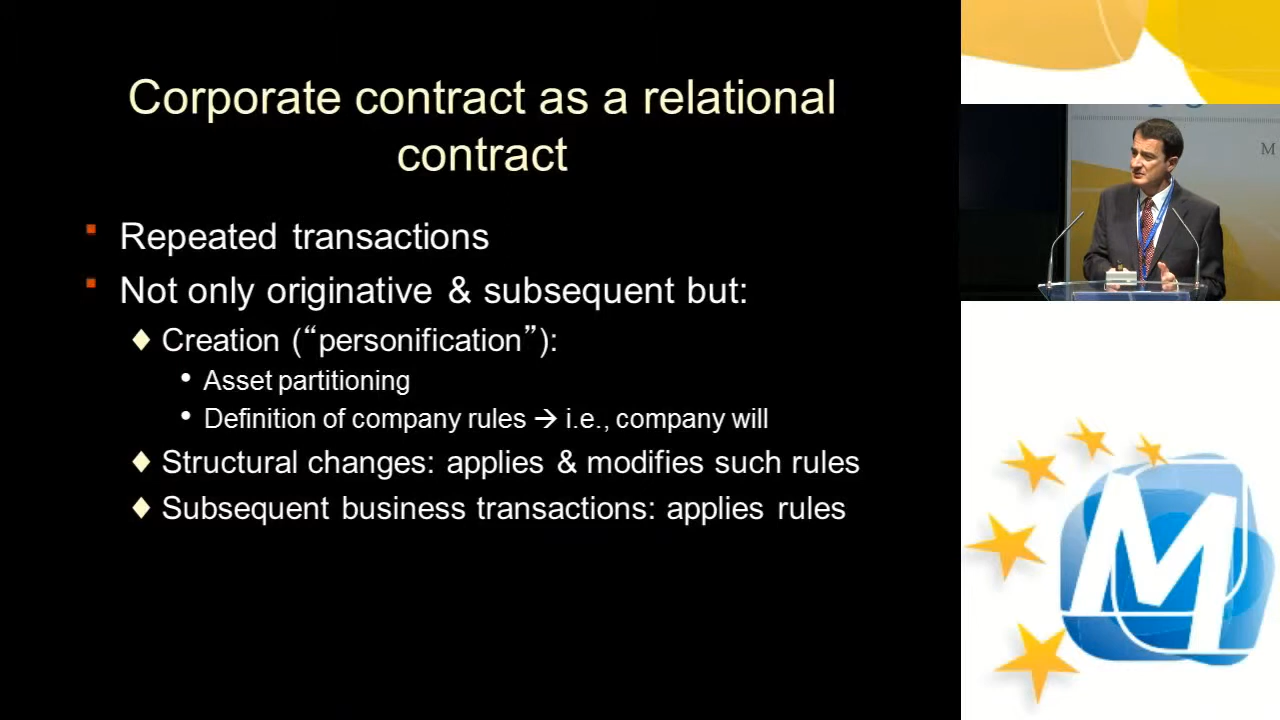 Corporate contract as a relational
contract
Repeated transactions
Not only originative & subsequent but:
Creation (“personification”):
Asset partitioning
Definition of company rules → i.e., company will
Structural changes: applies & modifies such rules
Subsequent business transactions: applies rules
M
M